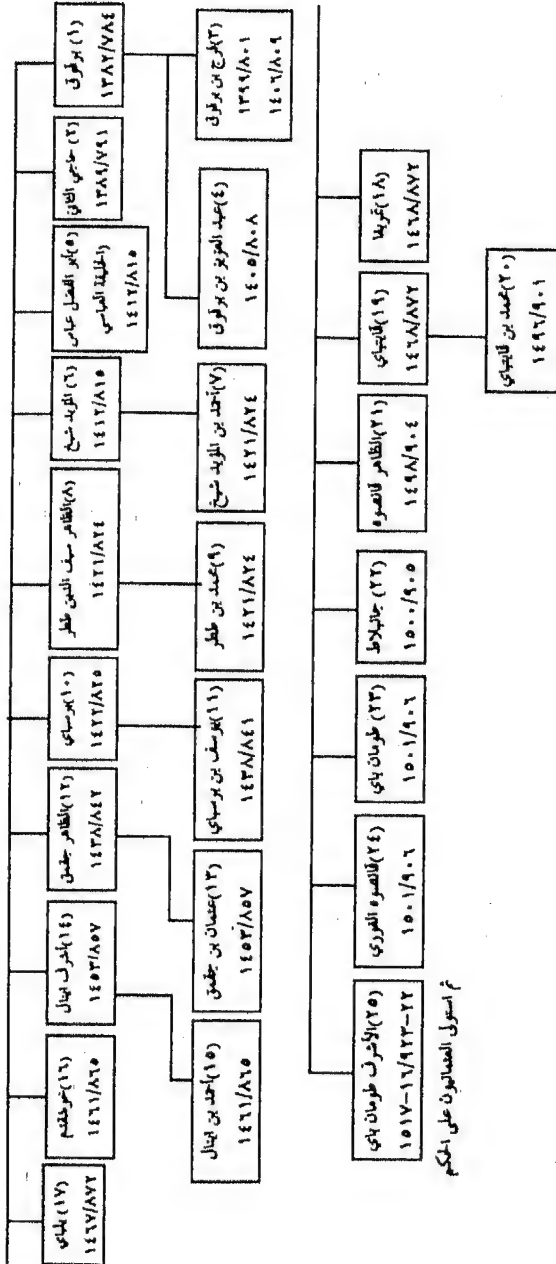 (١) برقوق
١٣٨٢/٧٨٤
(٢) حاجي الثاني
١٣٨٩/٧٩١
(٥) أبو الفضل عباس
(الخليفة العباسي
١٤١٢/٨١٥
(٦) المؤيد شيخ
١٤١٢/٨١٥
(٨) الظاهر سيف الدين ططر
١٤٢١/٨٢٤
(١٠) برسباي
١٤٢٢/٨٢٥
(١٢) الظاهر جقمق
١٤٣٨/٨٤٢
(١٤) أشرف اينال
١٤٥٣/٨٥٧
(١٦) خوشقدم
١٤٦١/٨٦٥
(١٧) بلباي
١٤٦٧/٨٧٢
(٣) فرج بن برقوق
١٣٩٩/٨٠١
١٤٠٦/٨٠٩
(٤) عبد العزيز بن برقوق
١٤٠٥/٨٠٨
(٧) أحمد بن المؤيد شيخ
١٤٢١/٨٢٤
(٩) محمد بن ططر
١٤٢١/٨٢٤
(١١) يوسف بن برسباي
١٤٣٨/٨٤١
(١٣) عثمان بن جقمق
١٤٥٣/٨٥٧
(١٥) أحمد بن اينال
١٤٦١/٨٦٥
(١٨) تمربغا
١٤٦٨/٨٧٢
(١٩) قايتباي
١٤٦٨/٨٧٢
(٢١) الظاهر قانصوه
١٤٩٨/٩٠٤
(٢٢) جانبلاط
١٥٠٠/٩٠٥
(٢٣) طومان باي
١٥٠١/٩٠٦
(٢٤) قانصوه الغوري
١٥٠١/٩٠٦
(٢٥) الأشرف طومان باي
١٥١٧-١٦/٩٢٣-٢٢
ثم استولى العثمانيون على الحكم
(٢٠) محمد بن قايتباي
١٤٩٦/٩٠١